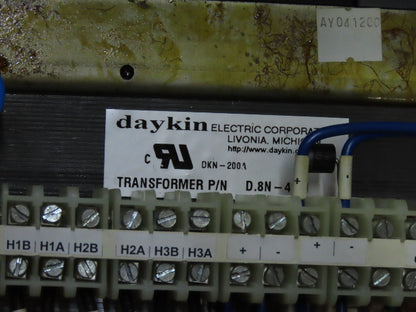 AY041200
daykin ELECTRIC CORPORAT
LIVONIA, MICHIG
http://www.daykin.
C RU DKN-2001
TRANSFORMER P/N D.8N-4
+
H1B H1A H2B H2A H3B H3A + - + -